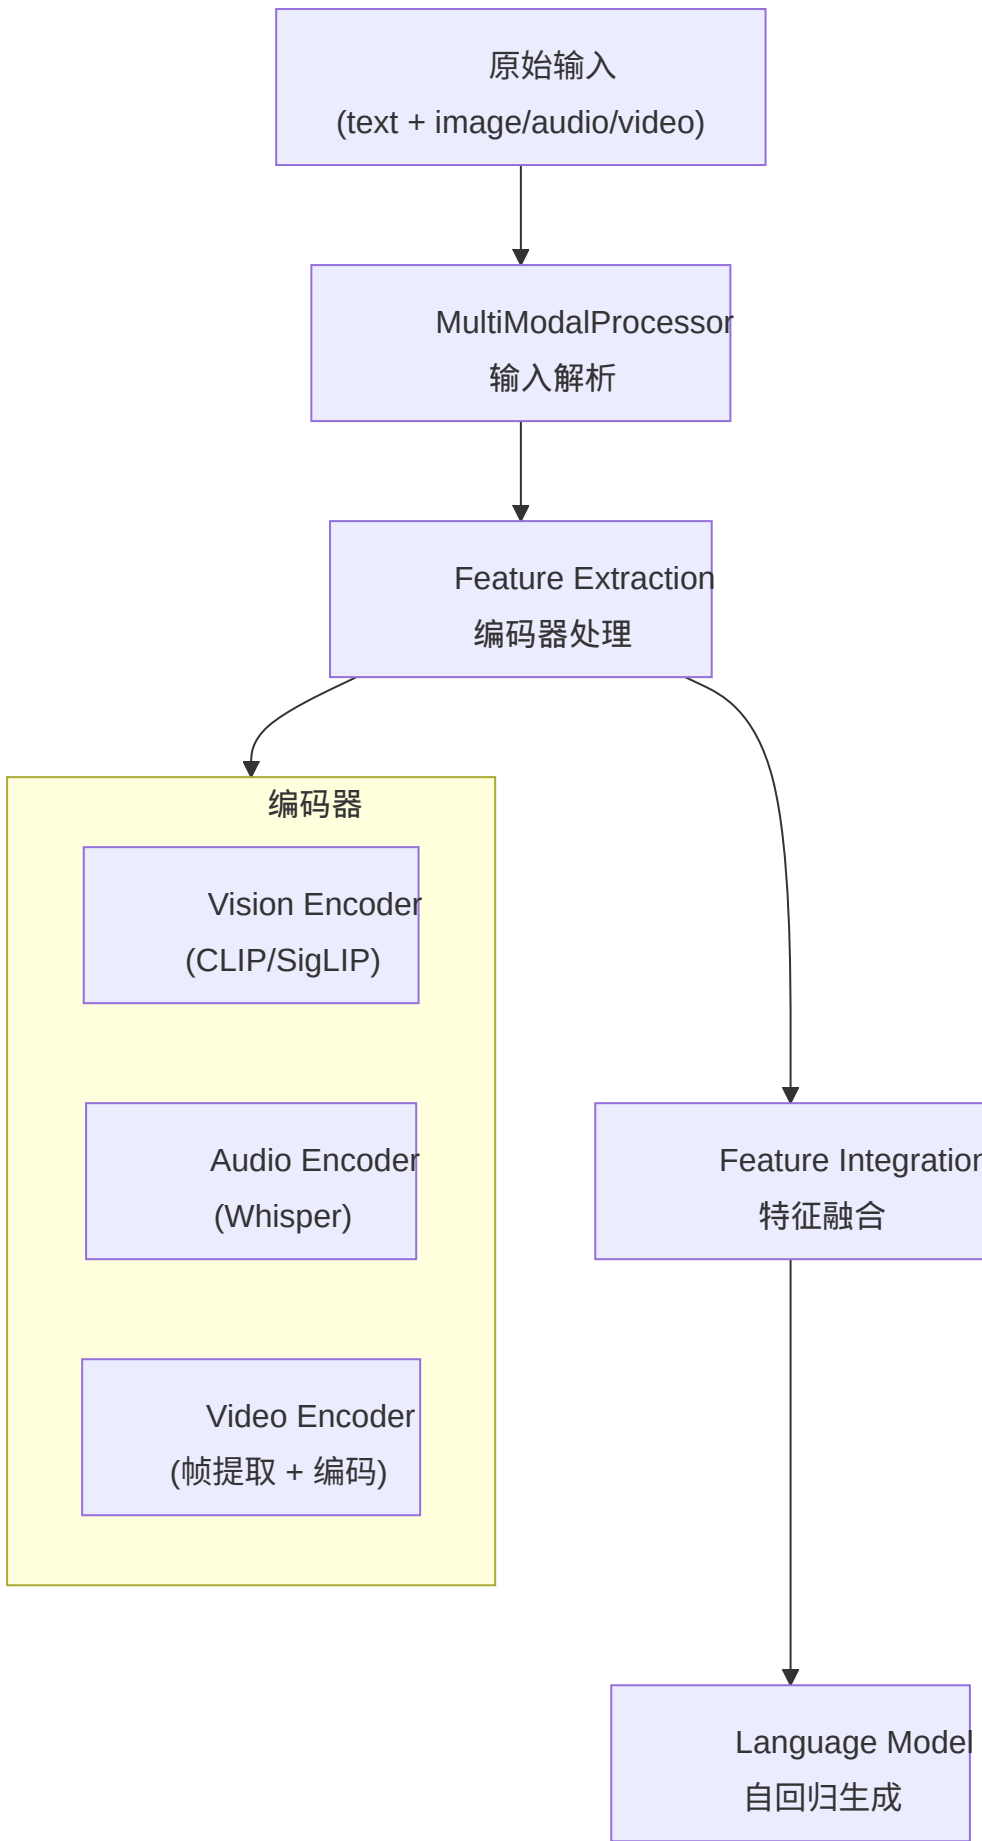 原始输入
(text + image/audio/video)
MultiModalProcessor
输入解析
Feature Extraction
编码器处理
编码器
Vision Encoder
(CLIP/SigLIP)
Audio Encoder
(Whisper)
Video Encoder
(帧提取 + 编码)
Feature Integration
特征融合
Language Model
自回归生成